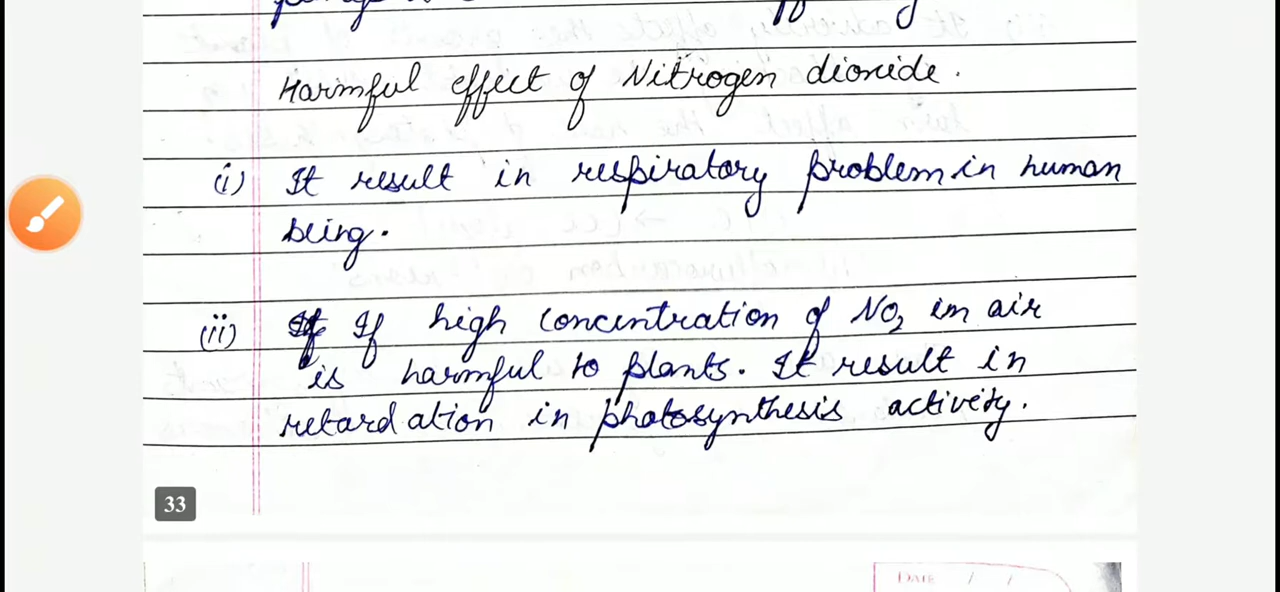 Harmful effect of Nitrogen dioxide.
(i) It result in respiratory problem in human
being.
(ii) If high concentration of NO2 in air
is harmful to plants. It result in
retardation in photosynthesis activity.
33
DATE / /